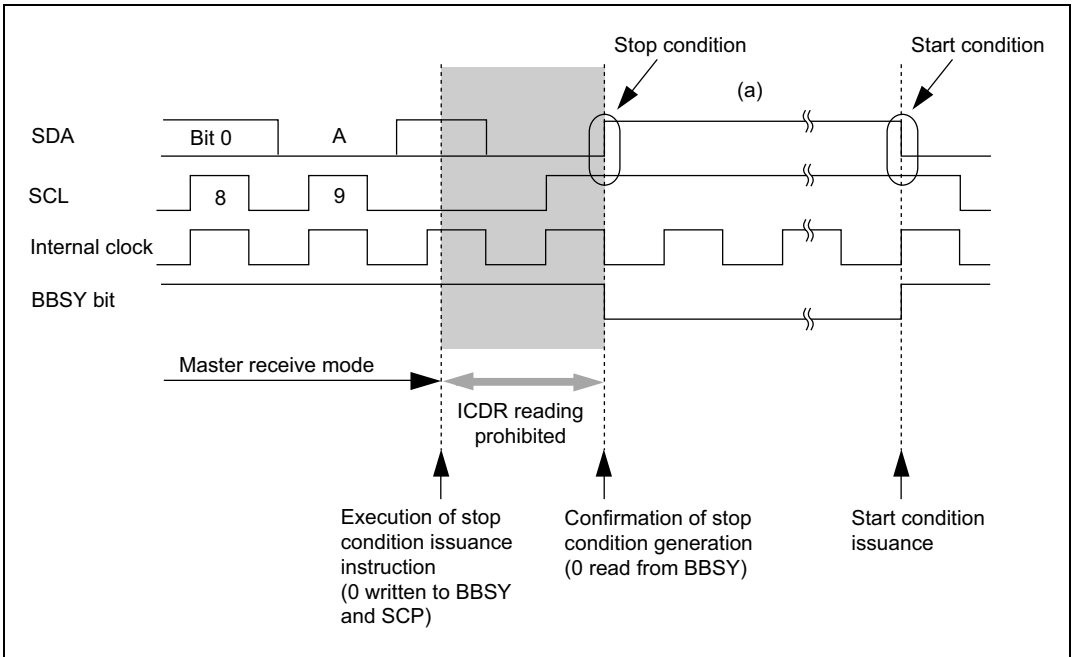 Stop condition
Start condition
(a)
SDA
Bit 0
A
SCL
8
9
Internal clock
BBSY bit
Master receive mode
ICDR reading
prohibited
Execution of stop
condition issuance
instruction
(0 written to BBSY
and SCP)
Confirmation of stop
condition generation
(0 read from BBSY)
Start condition
issuance